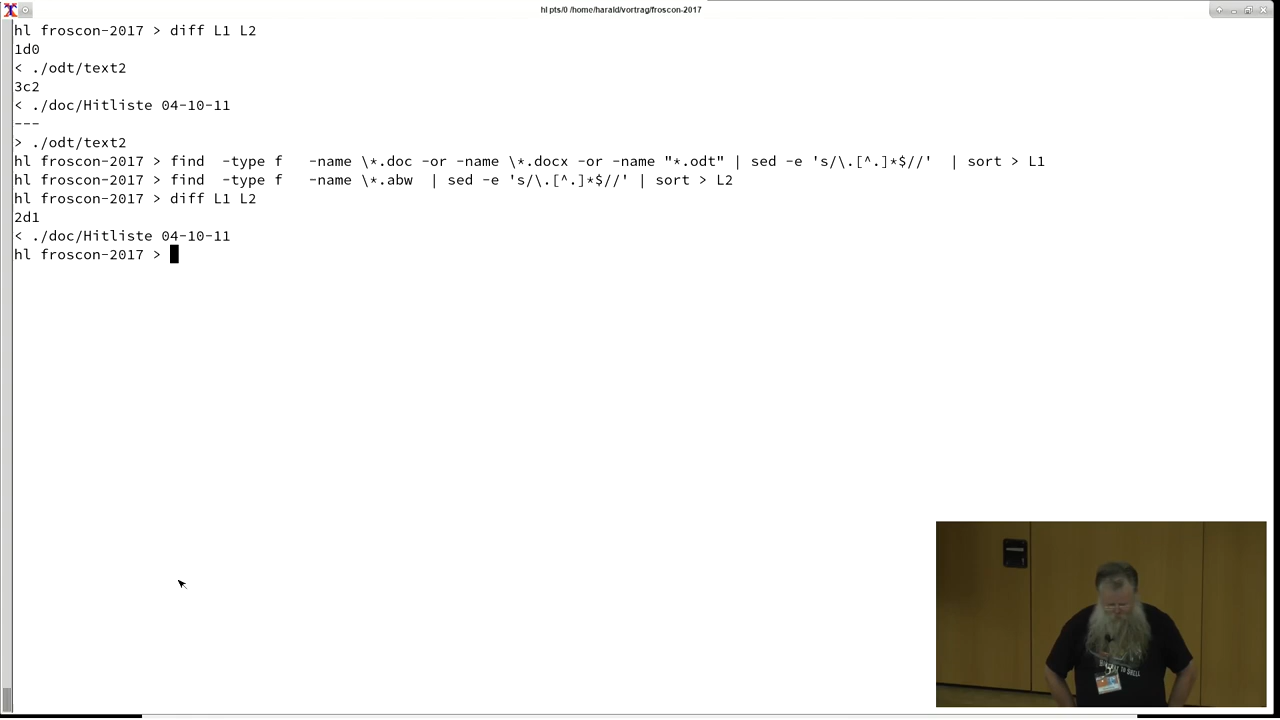 hl pts/0 /home/harald/vortrag/froscon-2017
hl froscon-2017 > diff L1 L2
1d0
< ./odt/text2
3c2
< ./doc/Hitliste 04-10-11
---
> ./odt/text2
hl froscon-2017 > find  -type f   -name \*.doc -or -name \*.docx -or -name "*.odt" | sed -e 's/\.[^.]*$//'  | sort > L1
hl froscon-2017 > find  -type f   -name \*.abw  | sed -e 's/\.[^.]*$//' | sort > L2
hl froscon-2017 > diff L1 L2
2d1
< ./doc/Hitliste 04-10-11
hl froscon-2017 >